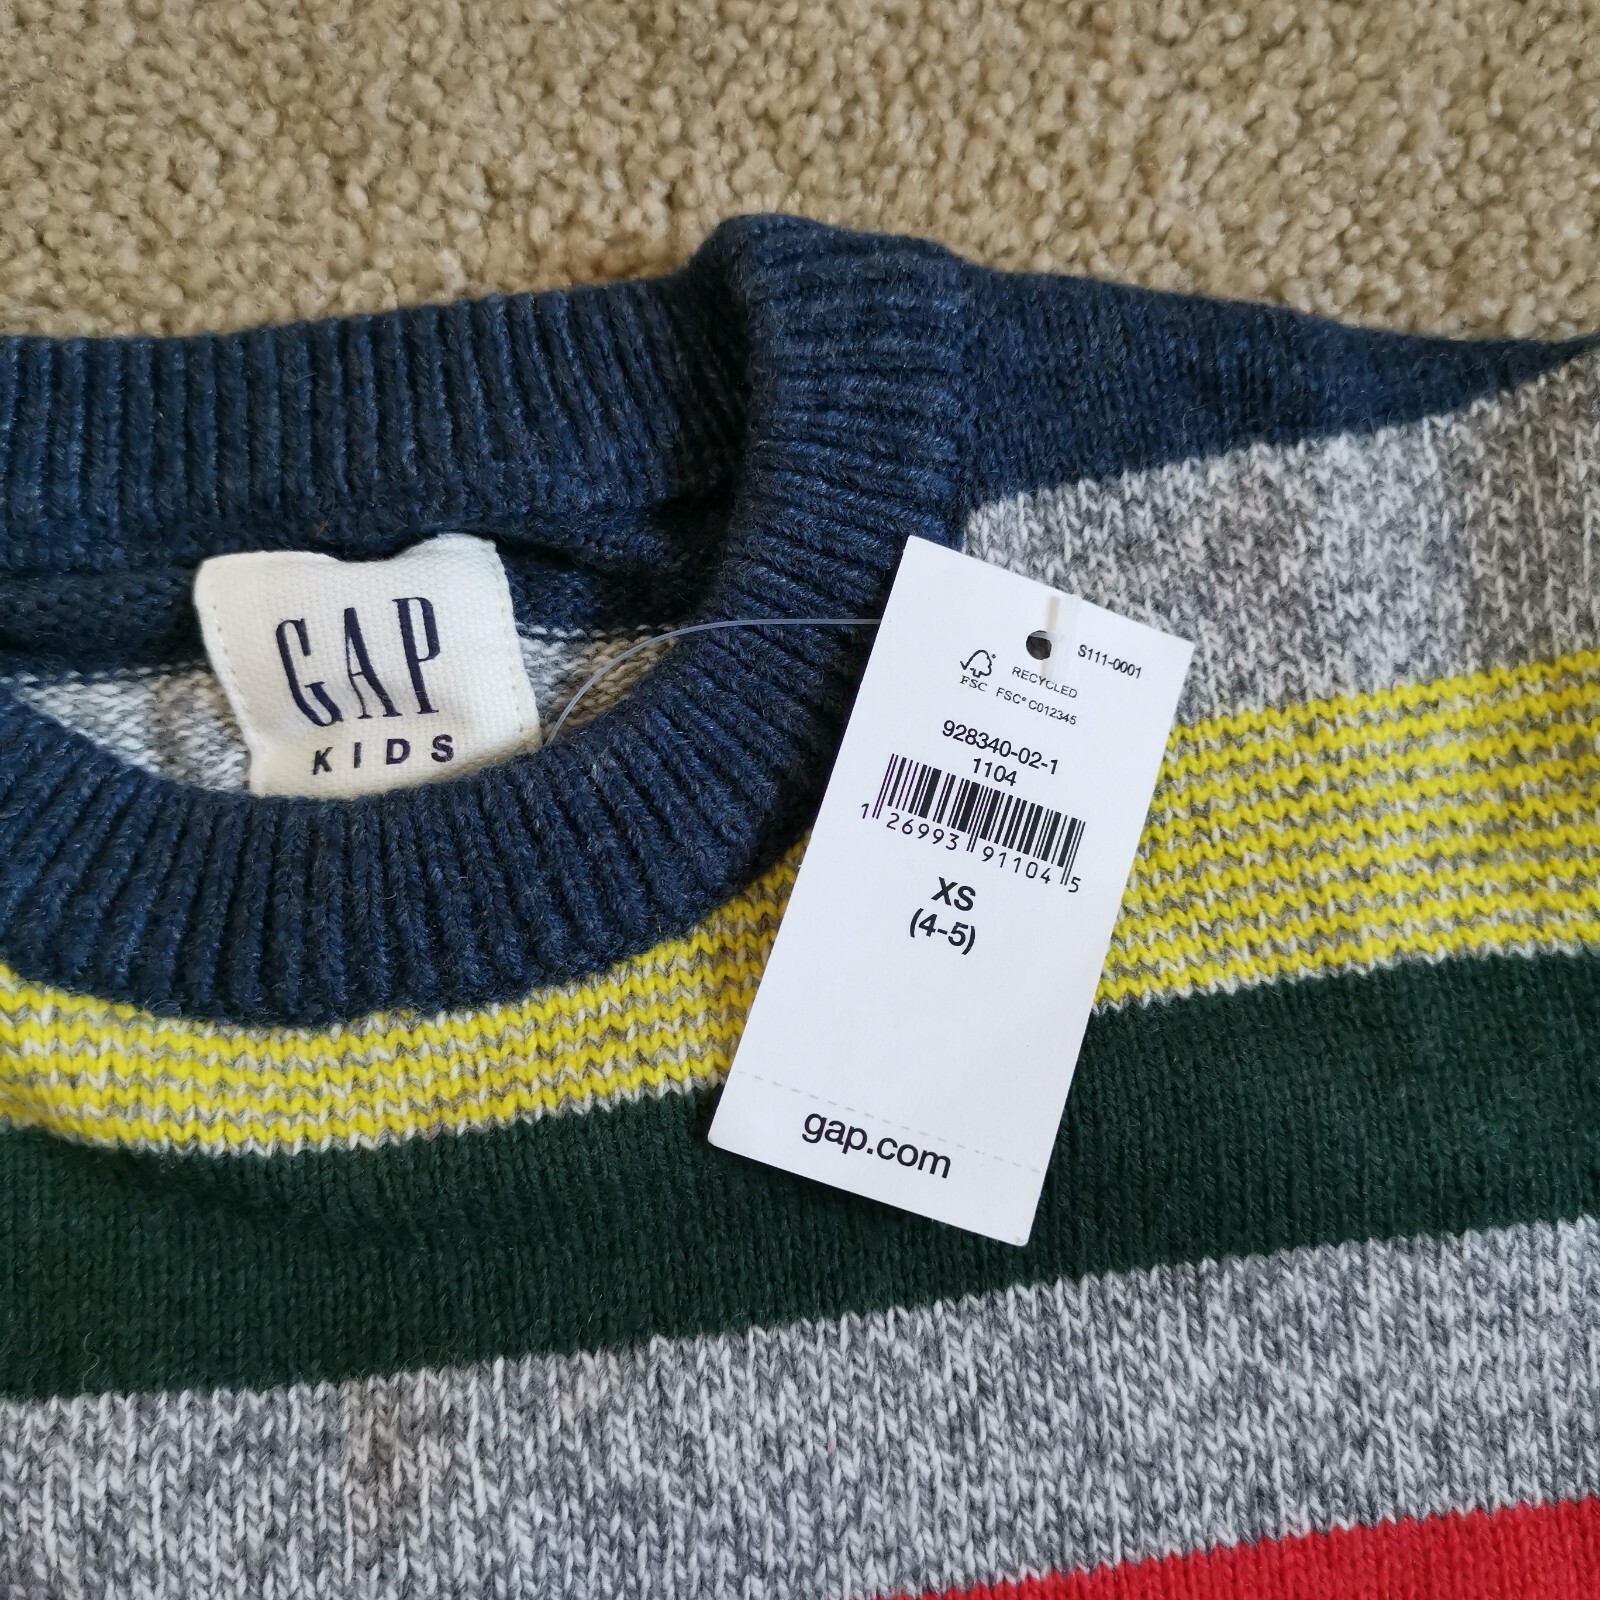 GAP
KIDS
S111-0001
RECYCLED
FSC FSC® C012345
928340-02-1
1104
1 26993 91104 5
XS
(4-5)
gap.com